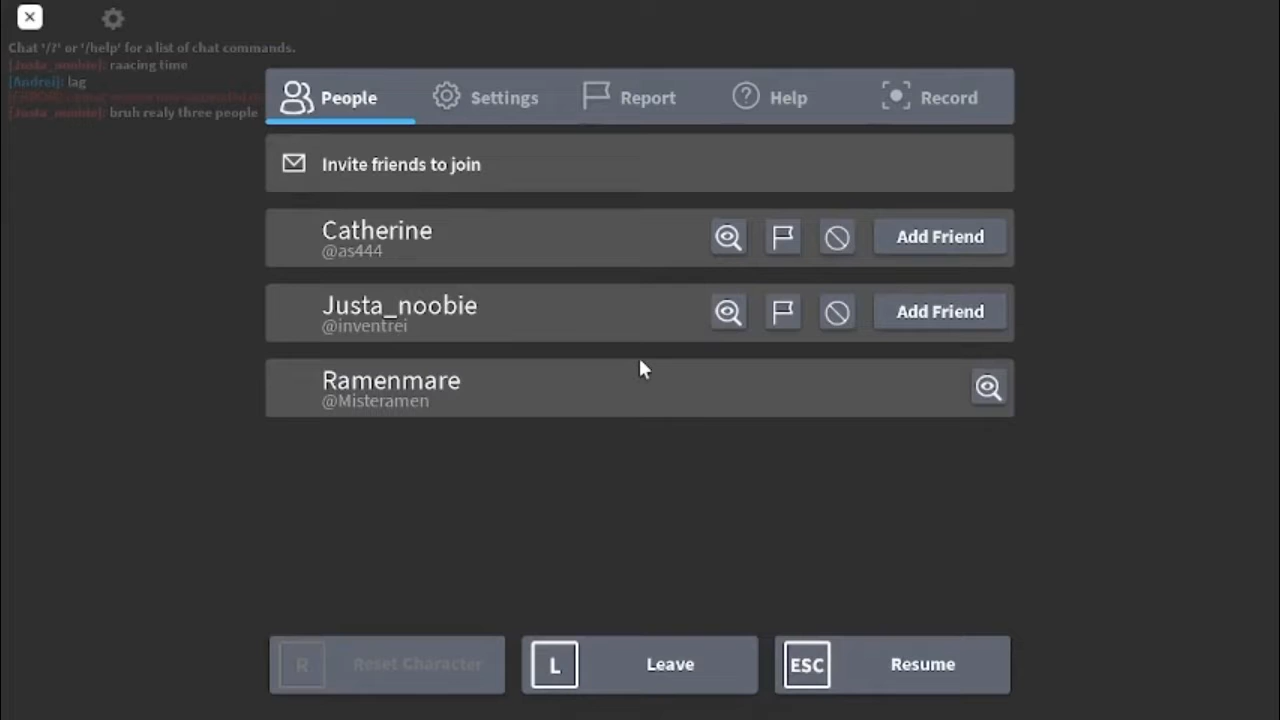 Chat '/?' or '/help' for a list of chat commands.
[Justa_noobie]: raacing time
[Andrei]: lag
[Justa_noobie]: bruh realy three people
People
Settings
Report
Help
Record
Invite friends to join
Catherine
@as444
Add Friend
Justa_noobie
@inventrei
Add Friend
Ramenmare
@Misteramen
R
Reset Character
L
Leave
ESC
Resume